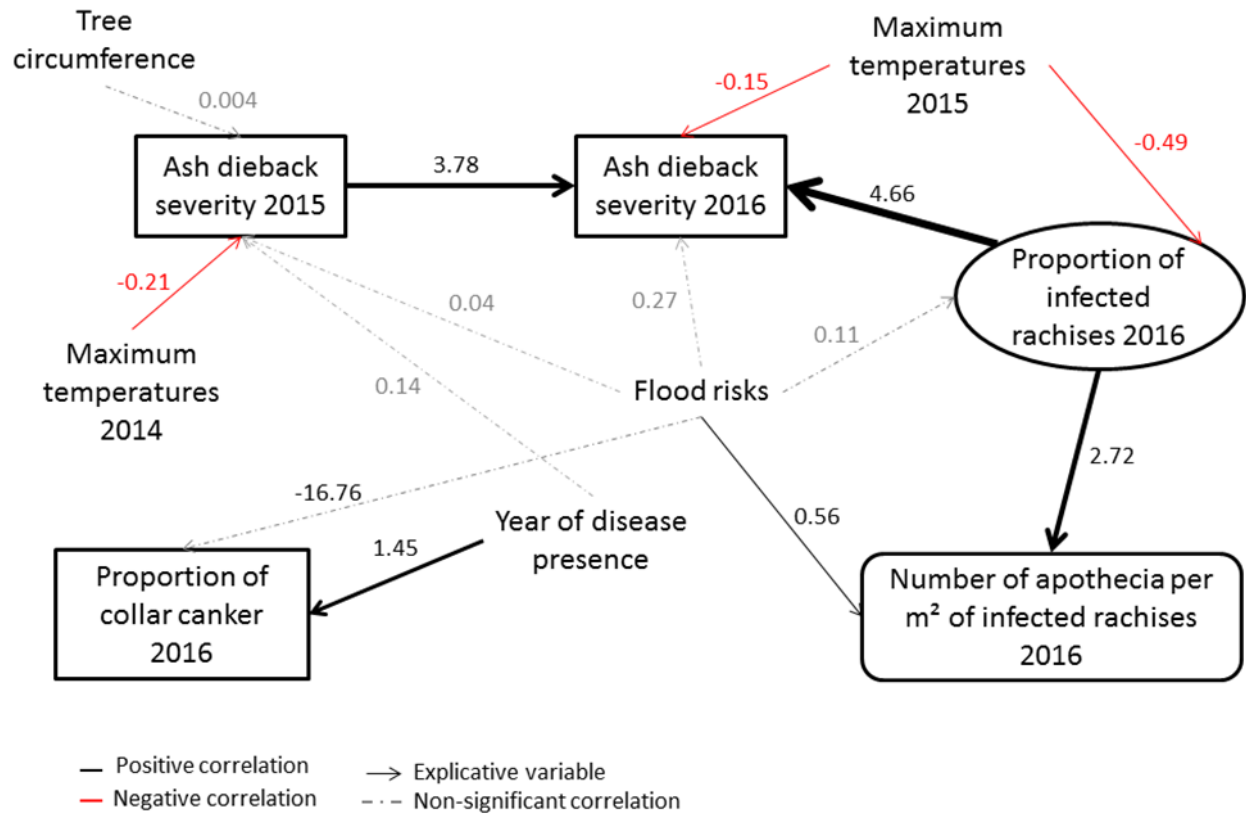 Tree
circumference
0.004
Maximum
temperatures
2015
-0.15
-0.49
Ash dieback
severity 2015
3.78
Ash dieback
severity 2016
4.66
Proportion of
infected
rachises 2016
-0.21
0.04
0.27
0.11
Maximum
temperatures
2014
0.14
Flood risks
2.72
-16.76
0.56
Year of disease
presence
1.45
Proportion of
collar canker
2016
Number of apothecia per
m² of infected rachises
2016
Positive correlation
Explicative variable
Negative correlation
Non-significant correlation